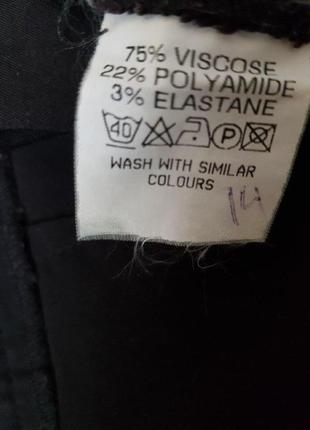 75% VISCOSE
22% POLYAMIDE
3% ELASTANE
40 P
WASH WITH SIMILAR
COLOURS
14